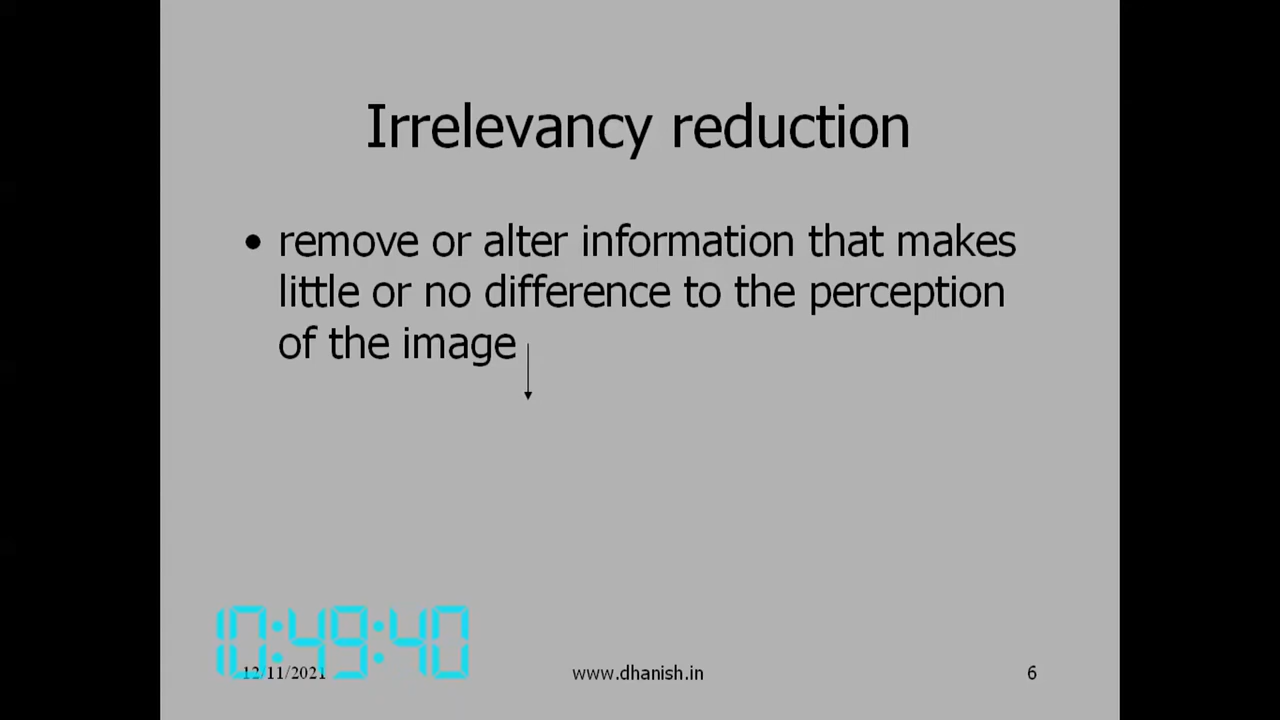 Irrelevancy reduction
• remove or alter information that makes
little or no difference to the perception
of the image
10:49:40
12/11/2021
www.dhanish.in
6